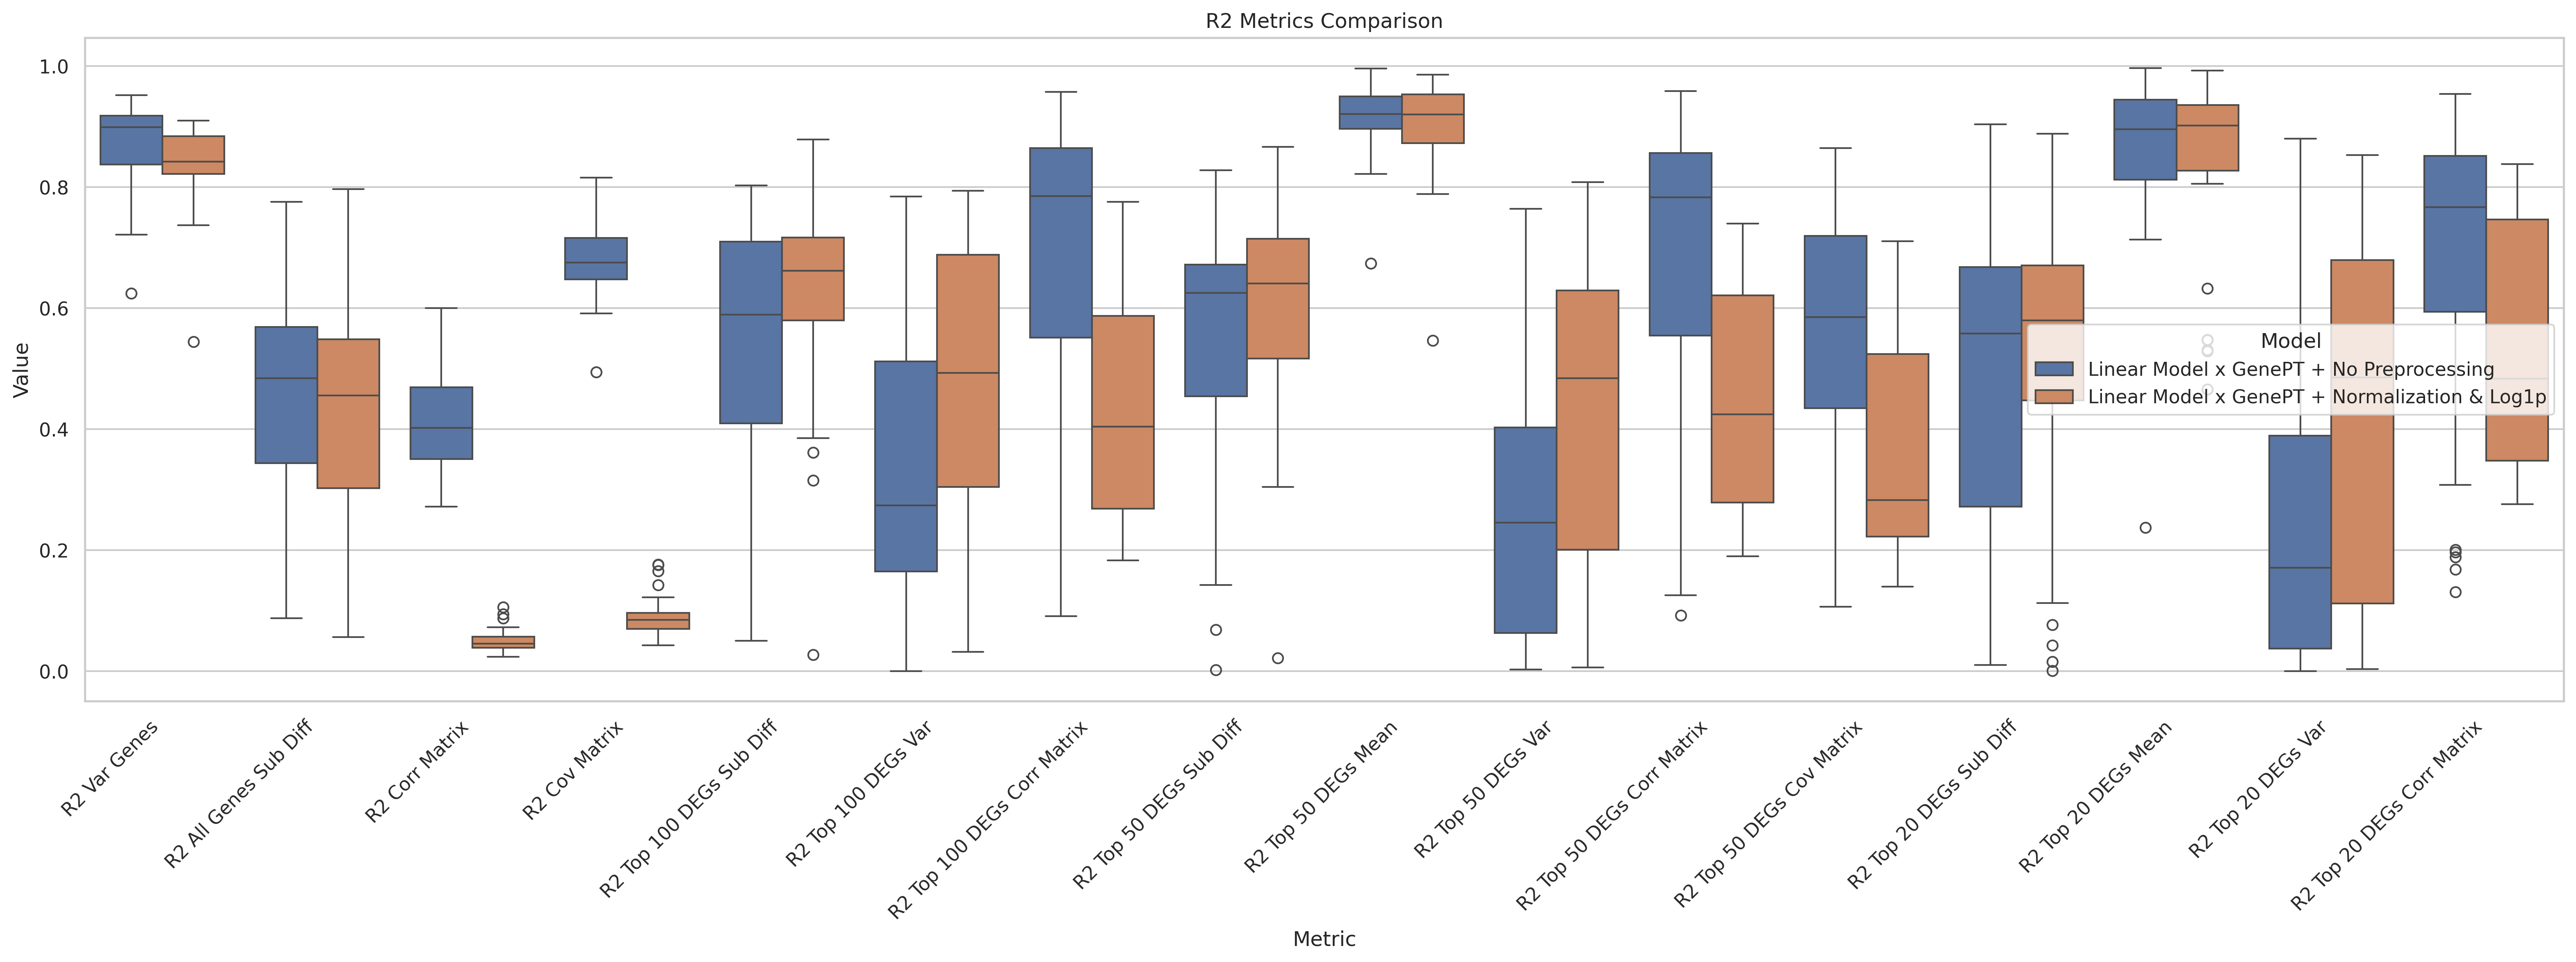 R2 Metrics Comparison
Value
1.0
0.8
0.6
0.4
0.2
0.0
Model
Linear Model x GenePT + No Preprocessing
Linear Model x GenePT + Normalization & Log1p
R2 Var Genes
R2 All Genes Sub Diff
R2 Corr Matrix
R2 Cov Matrix
R2 Top 100 DEGs Sub Diff
R2 Top 100 DEGs Var
R2 Top 100 DEGs Corr Matrix
R2 Top 50 DEGs Sub Diff
R2 Top 50 DEGs Mean
R2 Top 50 DEGs Var
R2 Top 50 DEGs Corr Matrix
R2 Top 50 DEGs Cov Matrix
R2 Top 20 DEGs Sub Diff
R2 Top 20 DEGs Mean
R2 Top 20 DEGs Var
R2 Top 20 DEGs Corr Matrix
Metric